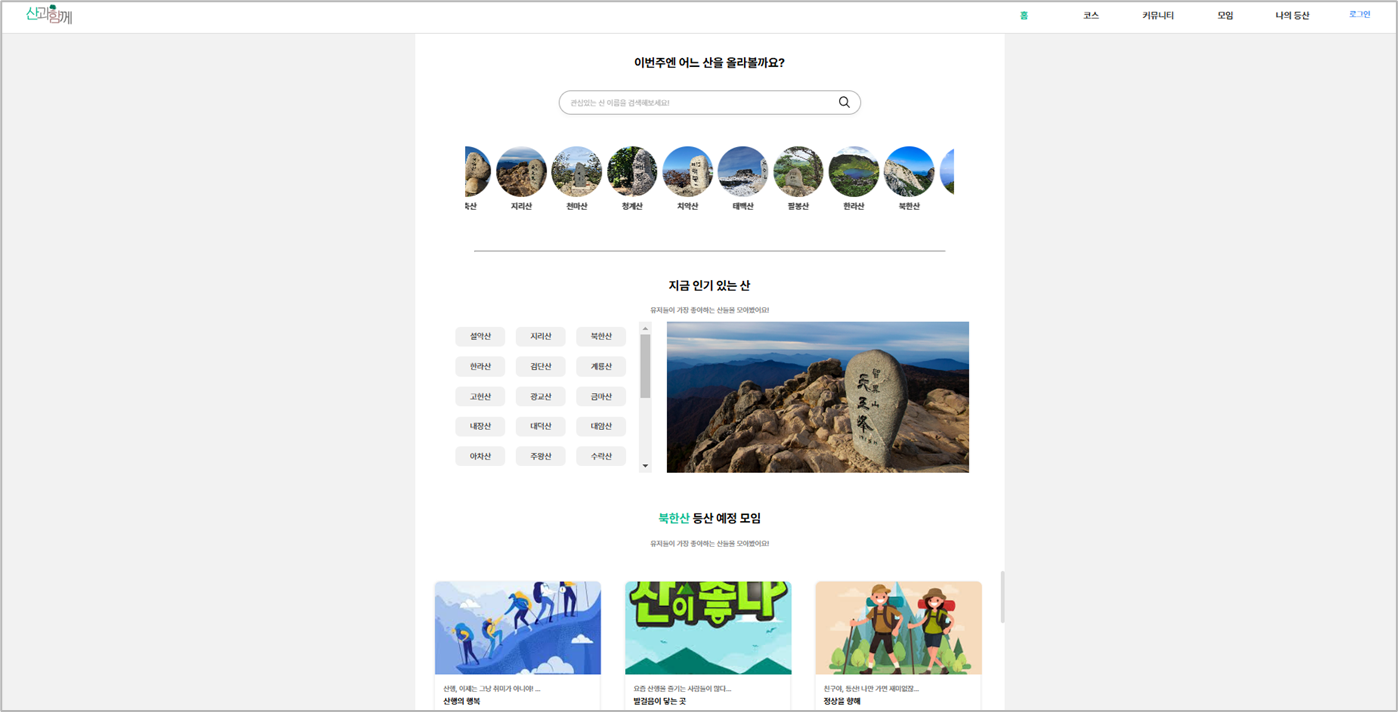 산과함께
홈 코스 커뮤니티 모임 나의 등산 로그인
이번주엔 어느 산을 올라볼까요?
관심있는 산 이름을 검색해보세요!
지리산 천마산 청계산 치악산 태백산 팔봉산 한라산 북한산
지금 인기 있는 산
유저들이 가장 좋아하는 산들을 모아봤어요!
설악산 지리산 북한산
한라산 검단산 계룡산
고헌산 광교산 금마산
내장산 대덕산 대암산
아차산 주왕산 수락산
智異山
天王峯
북한산 등산 예정 모임
유저들이 가장 좋아하는 산들을 모아봤어요!
산이 좋다
산행, 이제는 그냥 취미가 아니야! ...
산행의 행복
요즘 산행을 즐기는 사람들이 많다...
발걸음이 닿는 곳
친구야, 등산! 나만 가면 재미없잖...
정상을 향해